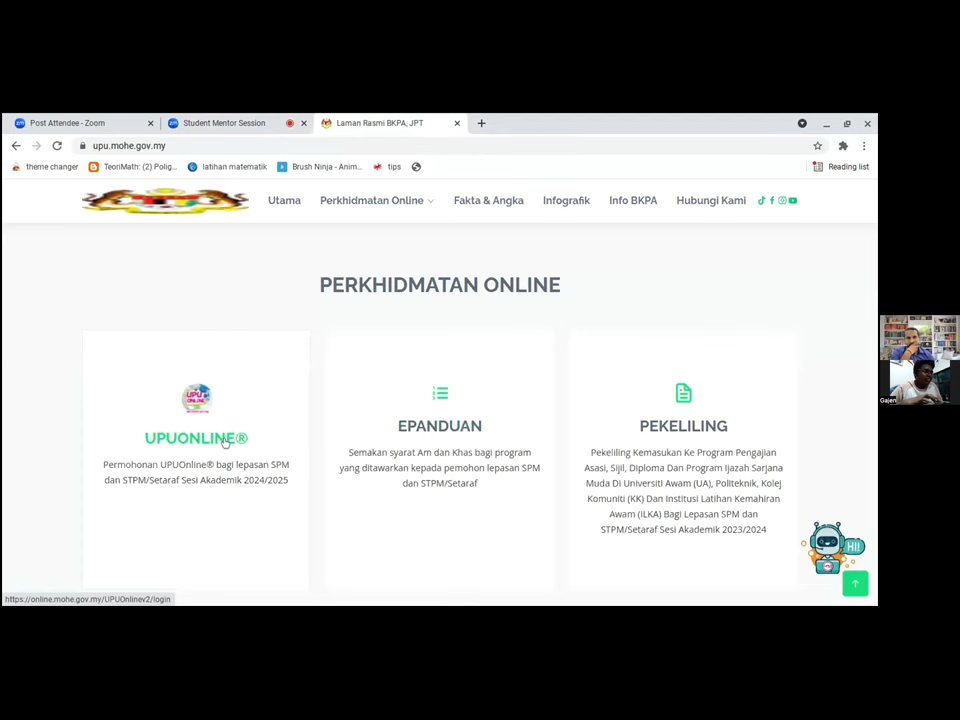 Post Attendee - Zoom
Student Mentor Session
Laman Rasmi BKPA, JPT
upu.mohe.gov.my
theme changer
TeoriMath: (2) Polig...
latihan matematik
Brush Ninja - Anim...
tips
Reading list
Utama
Perkhidmatan Online
Fakta & Angka
Infografik
Info BKPA
Hubungi Kami
PERKHIDMATAN ONLINE
UPU
ONLINE
UPUONLINE®
Permohonan UPUOnline® bagi lepasan SPM
dan STPM/Setaraf Sesi Akademik 2024/2025
EPANDUAN
Semakan syarat Am dan Khas bagi program
yang ditawarkan kepada pemohon lepasan SPM
dan STPM/Setaraf
PEKELILING
Pekeliling Kemasukan Ke Program Pengajian
Asasi, Sijil, Diploma Dan Program Ijazah Sarjana
Muda Di Universiti Awam (UA), Politeknik, Kolej
Komuniti (KK) Dan Institusi Latihan Kemahiran
Awam (ILKA) Bagi Lepasan SPM dan
STPM/Setaraf Sesi Akademik 2023/2024
HI!
https://online.mohe.gov.my/UPUOnlinev2/login
Gajen